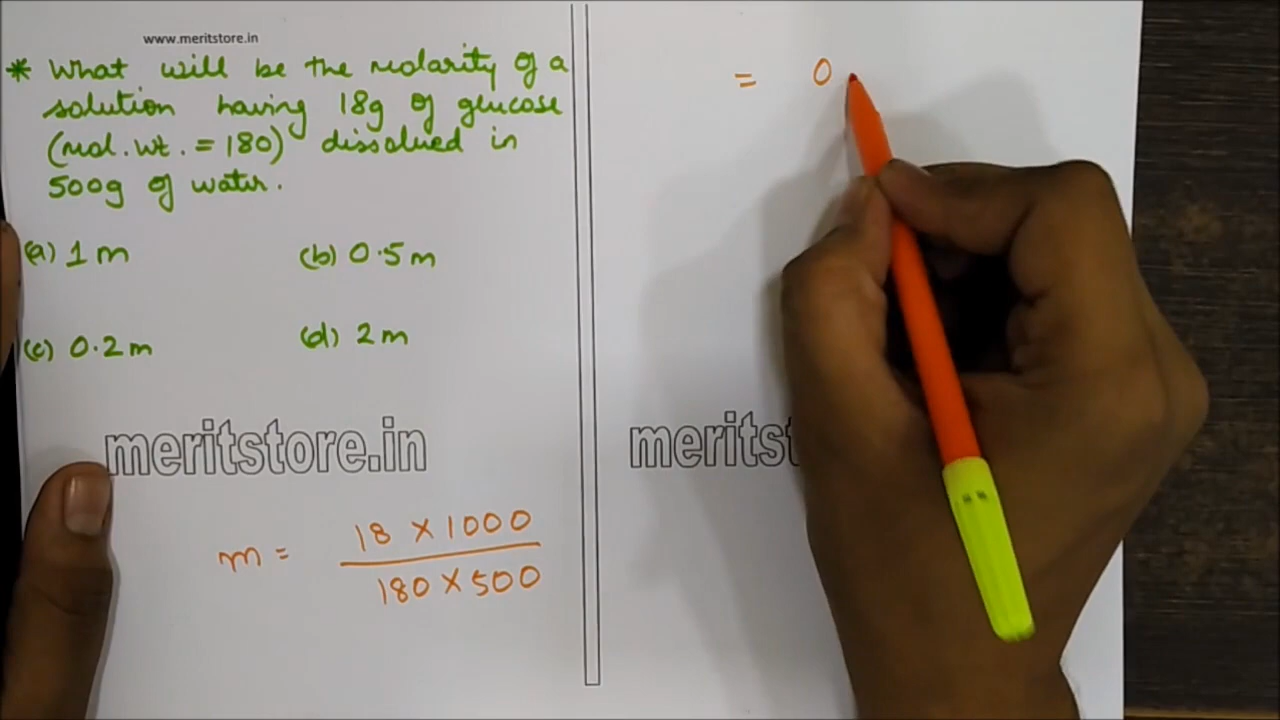 www.meritstore.in
* What will be the molarity of a
solution having 18g of glucose
(mol. wt. = 180) dissolved in
500g of water.
(a) 1 m (b) 0.5 m
(c) 0.2 m (d) 2 m
meritstore.in
m = 18 × 1000
180 × 500
= 0
meritst